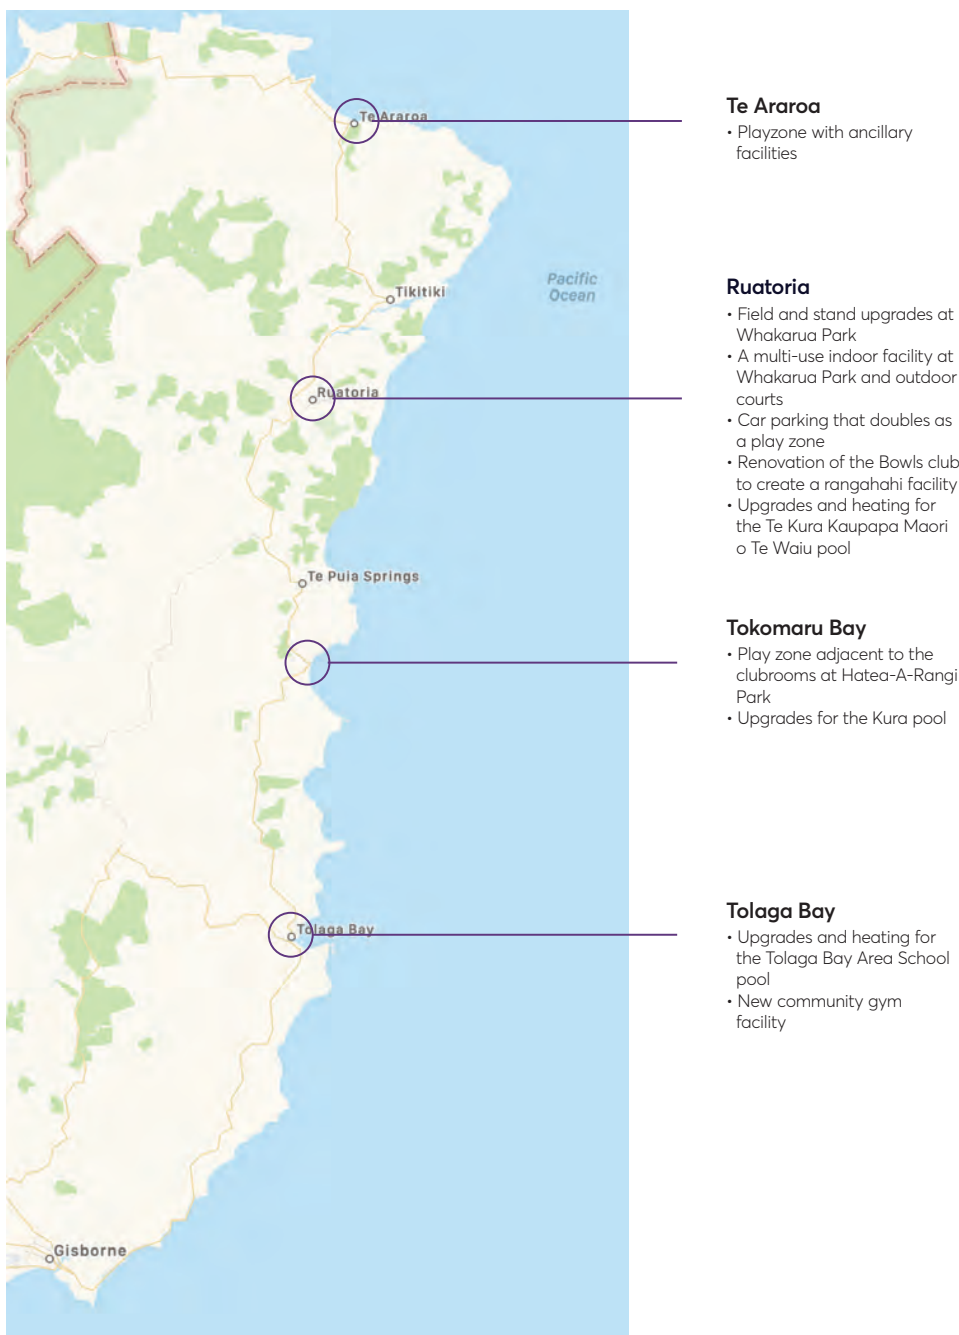 Te Araroa
Te Araroa
• Playzone with ancillary
facilities
Pacific
Ocean
Tikitiki
Ruatoria
Ruatoria
• Field and stand upgrades at
Whakarua Park
• A multi-use indoor facility at
Whakarua Park and outdoor
courts
• Car parking that doubles as
a play zone
• Renovation of the Bowls club
to create a rangahahi facility
• Upgrades and heating for
the Te Kura Kaupapa Maori
o Te Waiu pool
Te Puia Springs
Tokomaru Bay
• Play zone adjacent to the
clubrooms at Hatea-A-Rangi
Park
• Upgrades for the Kura pool
Tolaga Bay
Tolaga Bay
• Upgrades and heating for
the Tolaga Bay Area School
pool
• New community gym
facility
Gisborne